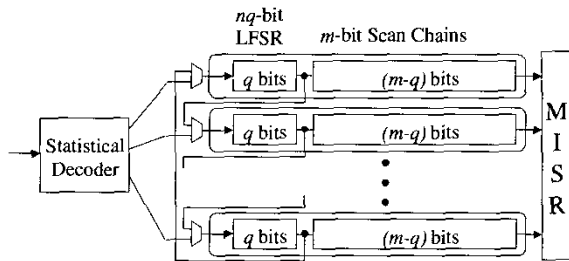 nq-bit
LFSR
m-bit Scan Chains
q bits
(m-q) bits
Statistical
Decoder
q bits
(m-q) bits
q bits
(m-q) bits
M
I
S
R